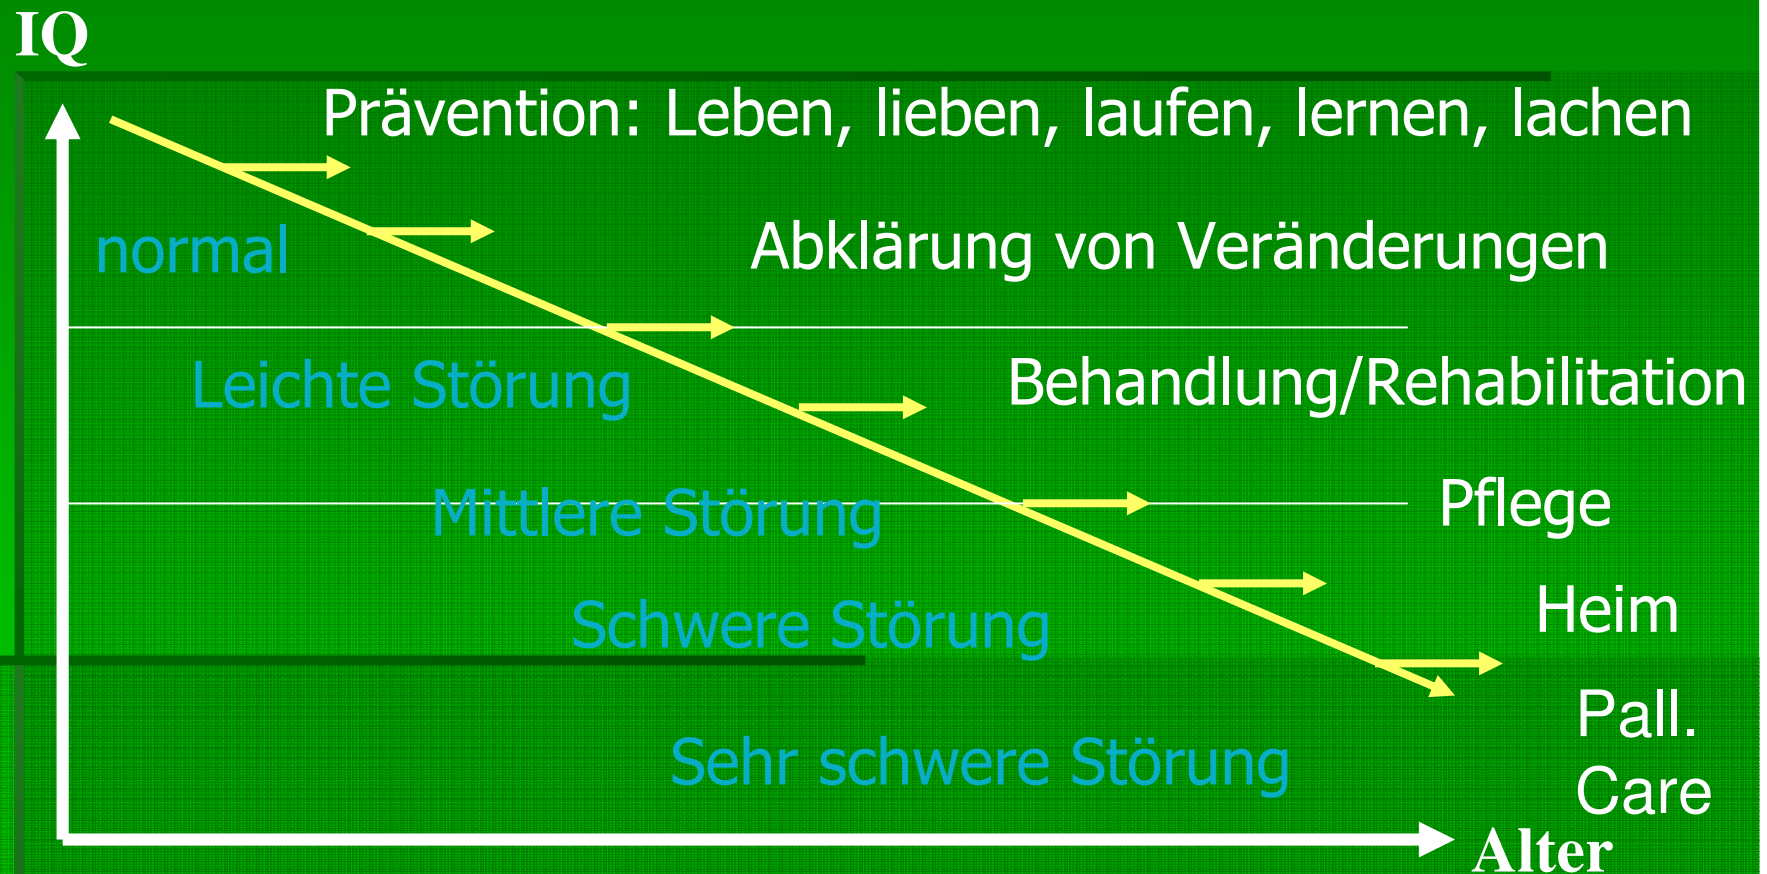 IQ
Prävention: Leben, lieben, laufen, lernen, lachen
normal
Abklärung von Veränderungen
Leichte Störung
Behandlung/Rehabilitation
Mittlere Störung
Pflege
Schwere Störung
Heim
Sehr schwere Störung
Pall.
Care
Alter